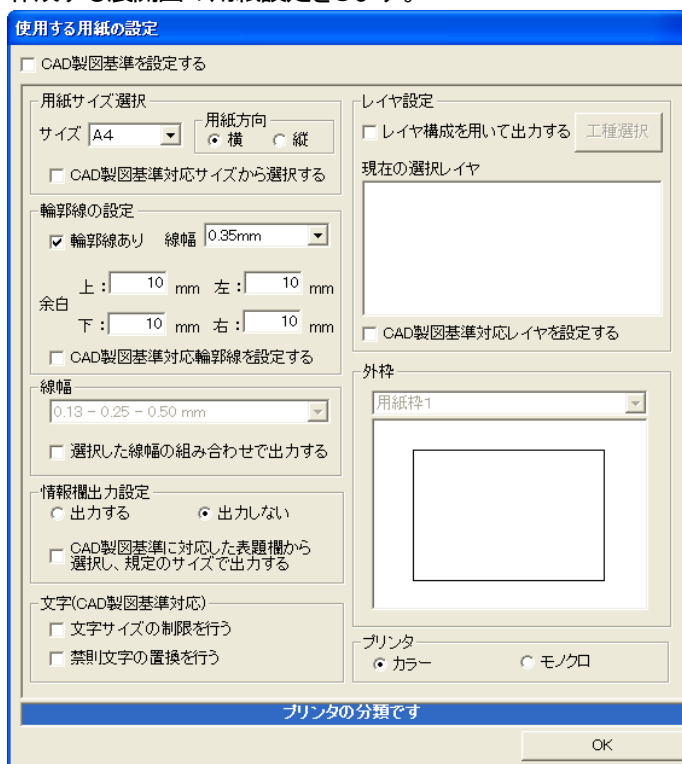 使用する用紙の設定
CAD製図基準を設定する
用紙サイズ選択
サイズ A4
用紙方向
横 縦
CAD製図基準対応サイズから選択する
輪郭線の設定
輪郭線あり 線幅 0.35mm
余白
上: 10 mm 左: 10 mm
下: 10 mm 右: 10 mm
CAD製図基準対応輪郭線を設定する
線幅
0.13 - 0.25 - 0.50 mm
選択した線幅の組み合わせで出力する
情報欄出力設定
出力する 出力しない
CAD製図基準に対応した表題欄から
選択し、規定のサイズで出力する
文字(CAD製図基準対応)
文字サイズの制限を行う
禁則文字の置換を行う
レイヤ設定
レイヤ構成を用いて出力する 工種選択
現在の選択レイヤ
CAD製図基準対応レイヤを設定する
外枠
用紙枠1
プリンタ
カラー モノクロ
プリンタの分類です
OK